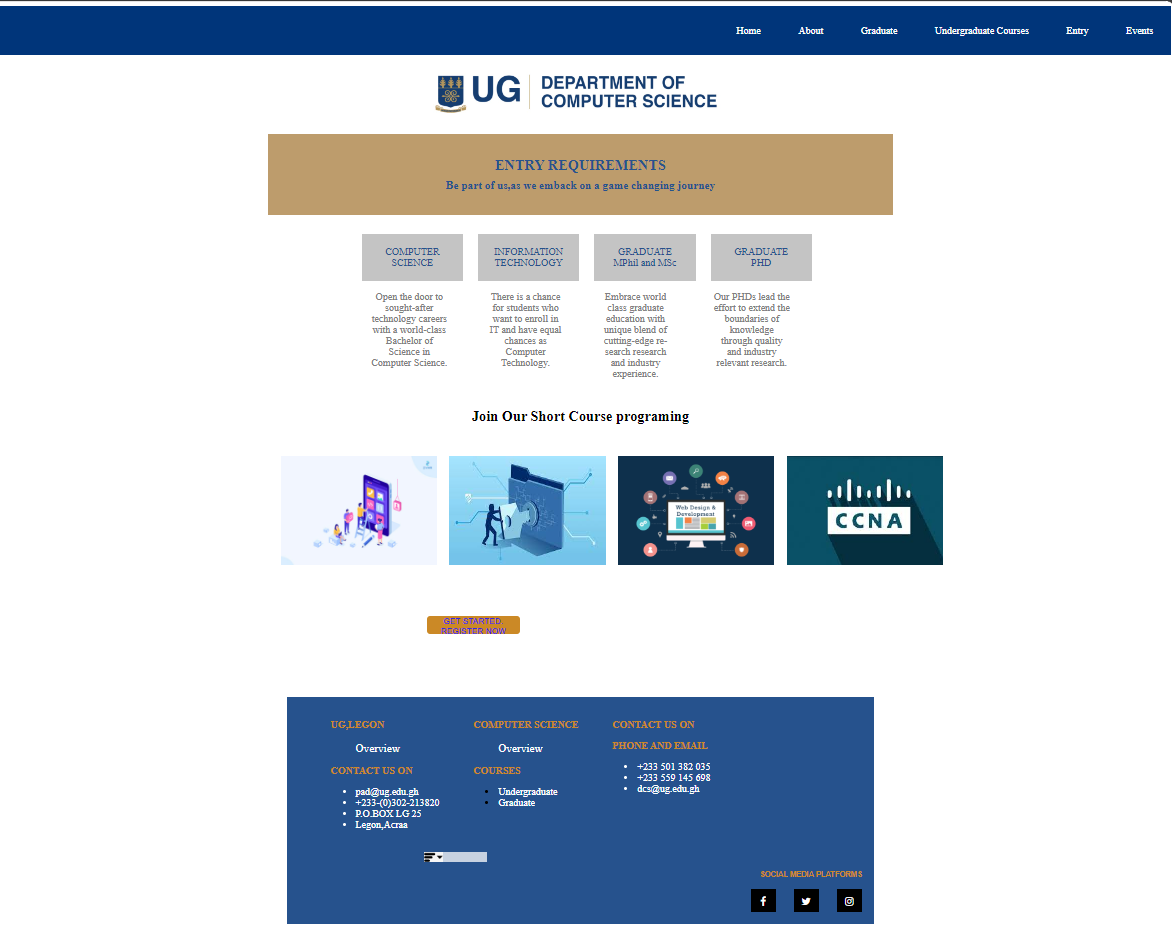 Home About Graduate Undergraduate Courses Entry Events
UG DEPARTMENT OF
COMPUTER SCIENCE
ENTRY REQUIREMENTS
Be part of us,as we emback on a game changing journey
COMPUTER
SCIENCE
Open the door to
sought-after
technology careers
with a world-class
Bachelor of
Science in
Computer Science.
INFORMATION
TECHNOLOGY
There is a chance
for students who
want to enroll in
IT and have equal
chances as
Computer
Technology.
GRADUATE
MPhil and MSc
Embrace world
class graduate
education with
unique blend of
cutting-edge re-
search research
and industry
experience.
GRADUATE
PHD
Our PHDs lead the
effort to extend the
boundaries of
knowledge
through quality
and industry
relevant research.
Join Our Short Course programing
Web Design &
Development
CCNA
GET STARTED.
REGISTER NOW
UG,LEGON
Overview
CONTACT US ON
pad@ug.edu.gh
+233-(0)302-213820
P.O.BOX LG 25
Legon,Acraa
COMPUTER SCIENCE
Overview
COURSES
Undergraduate
Graduate
CONTACT US ON
PHONE AND EMAIL
+233 501 382 035
+233 559 145 698
dcs@ug.edu.gh
SOCIAL MEDIA PLATFORMS